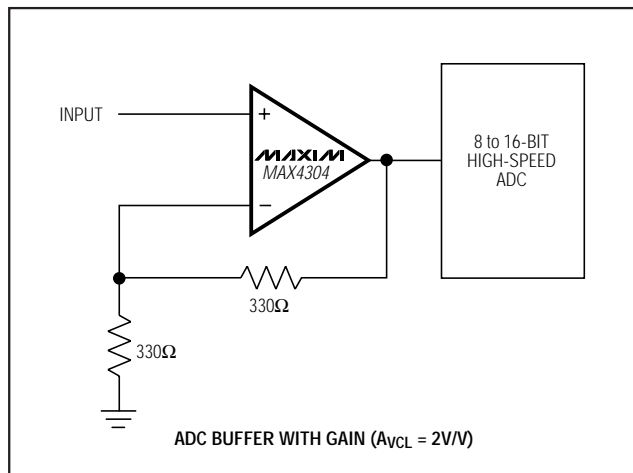 INPUT
+
−
MAXIM
MAX4304
8 to 16-BIT
HIGH-SPEED
ADC
330Ω
330Ω
ADC BUFFER WITH GAIN (AVCL = 2V/V)